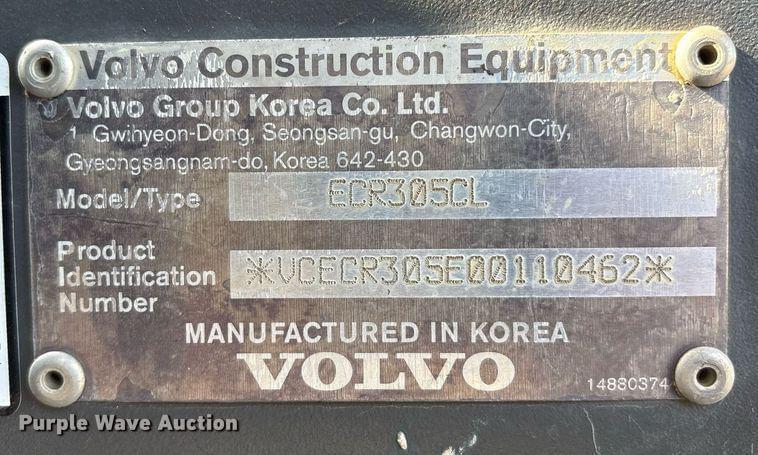 Volvo Construction Equipment
Volvo Group Korea Co. Ltd.
1, Gwihyeon-Dong, Seongsan-gu, Changwon-City,
Gyeongsangnam-do, Korea 642-430
Model/Type ECR305CL
Product
Identification
Number
*VCECR305E00110462*
MANUFACTURED IN KOREA
VOLVO
14880374
Purple Wave Auction